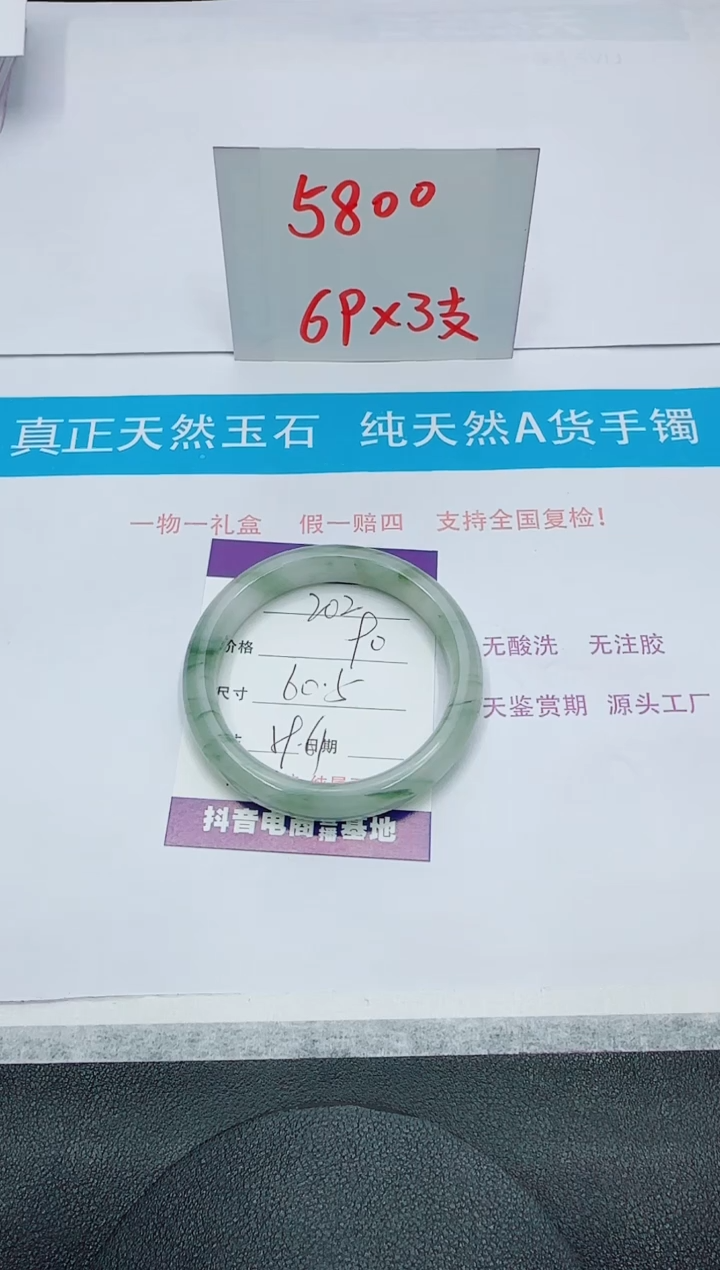 5800
6P×3支
真正天然玉石 纯天然A货手镯
一物一礼盒 假一赔四 支持全国复检!
202
价格 90
无酸洗 无注胶
尺寸 60.5
天鉴赏期 源头工厂
日期
抖音电商 播基地